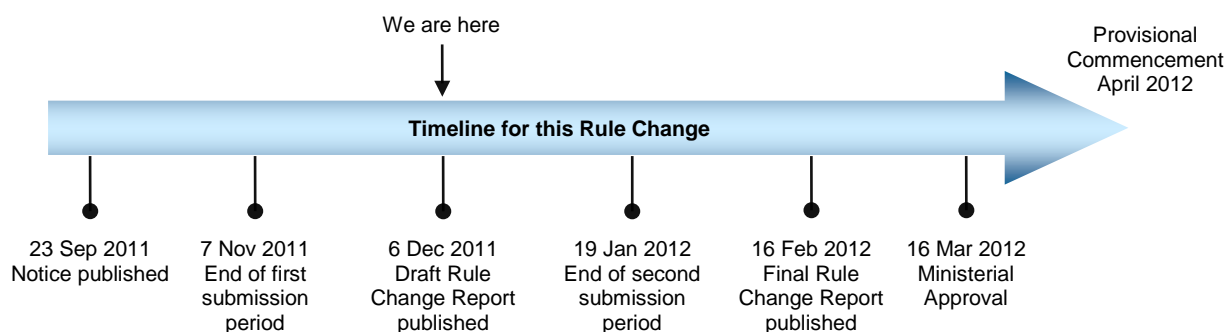 We are here
Provisional
Commencement
April 2012
Timeline for this Rule Change
23 Sep 2011
Notice published
7 Nov 2011
End of first
submission
period
6 Dec 2011
Draft Rule
Change Report
published
19 Jan 2012
End of second
submission
period
16 Feb 2012
Final Rule
Change Report
published
16 Mar 2012
Ministerial
Approval